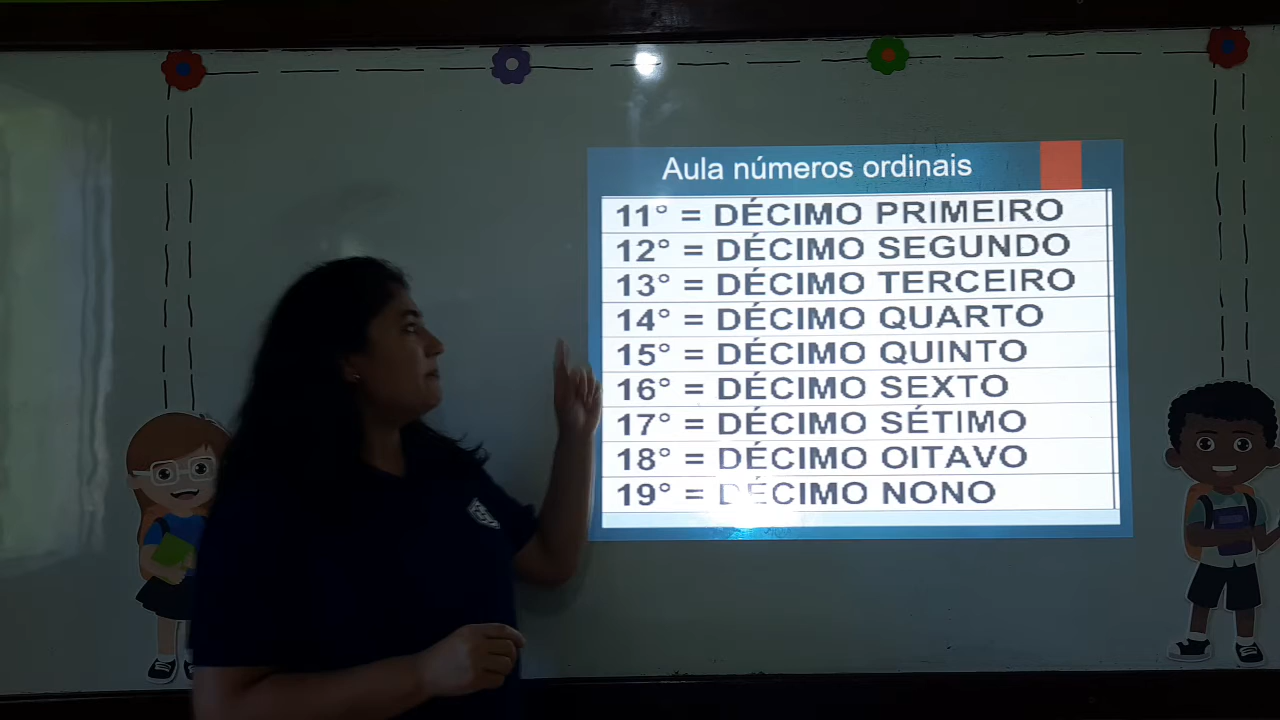 Aula números ordinais
11° = DÉCIMO PRIMEIRO
12° = DÉCIMO SEGUNDO
13° = DÉCIMO TERCEIRO
14° = DÉCIMO QUARTO
15° = DÉCIMO QUINTO
16° = DÉCIMO SEXTO
17° = DÉCIMO SÉTIMO
18° = DÉCIMO OITAVO
19° = DÉCIMO NONO